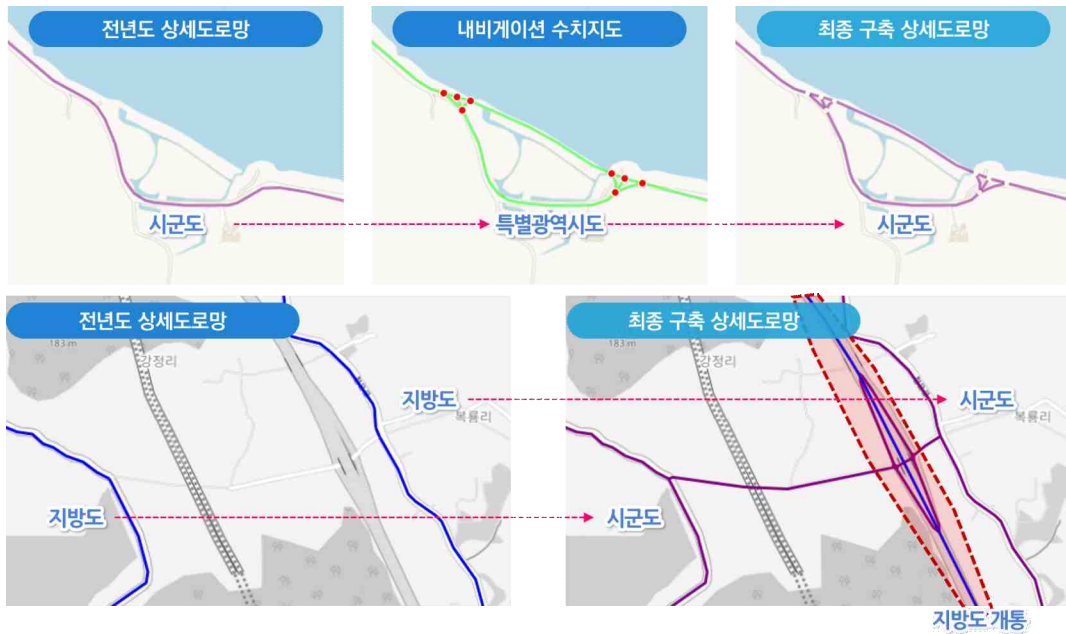 전년도 상세도로망
내비게이션 수치지도
최종 구축 상세도로망
시군도
특별광역시도
시군도
전년도 상세도로망
최종 구축 상세도로망
183 m
강정리
지방도
복룡리
지방도
183 m
강정리
시군도
복룡리
시군도
지방도 개통